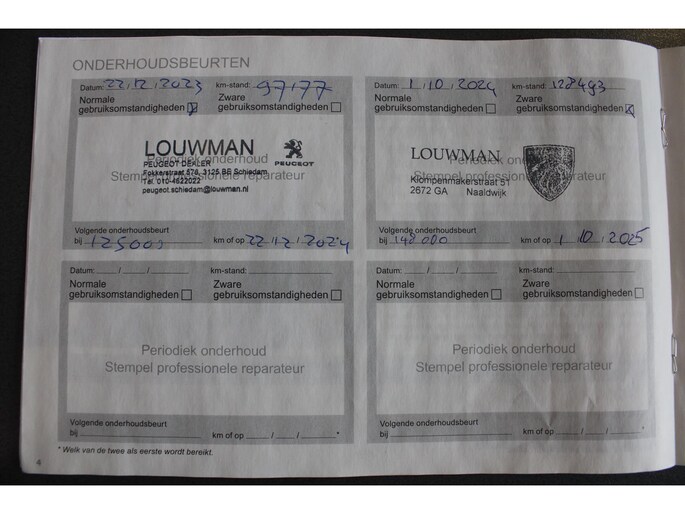 ONDERHOUDSBEURTEN
Datum: 22 / 12 / 2023 km-stand: 97177
Normale gebruiksomstandigheden
Zware gebruiksomstandigheden
LOUWMAN
PEUGEOT DEALER
PEUGEOT
Fokkerstraat 576, 3125 BE Schiedam
Tel. 010-4622022
peugeot.schiedam@louwman.nl
Periodiek onderhoud
Stempel professionele reparateur
Volgende onderhoudsbeurt
bij 125000 km of op 22/12/2024
Datum: 1 / 10 / 2024 km-stand: 128493
Normale gebruiksomstandigheden
Zware gebruiksomstandigheden
LOUWMAN
Klompenmakerstraat 51
2672 GA Naaldwijk
Periodiek onderhoud
Stempel professionele reparateur
Volgende onderhoudsbeurt
bij 148.000 km of op 1 / 10 / 2025
Datum: / / km-stand:
Normale gebruiksomstandigheden
Zware gebruiksomstandigheden
Periodiek onderhoud
Stempel professionele reparateur
Volgende onderhoudsbeurt
bij km of op / / *
Datum: / / km-stand:
Normale gebruiksomstandigheden
Zware gebruiksomstandigheden
Periodiek onderhoud
Stempel professionele reparateur
Volgende onderhoudsbeurt
bij km of op / / *
* Welk van de twee als eerste wordt bereikt.
4